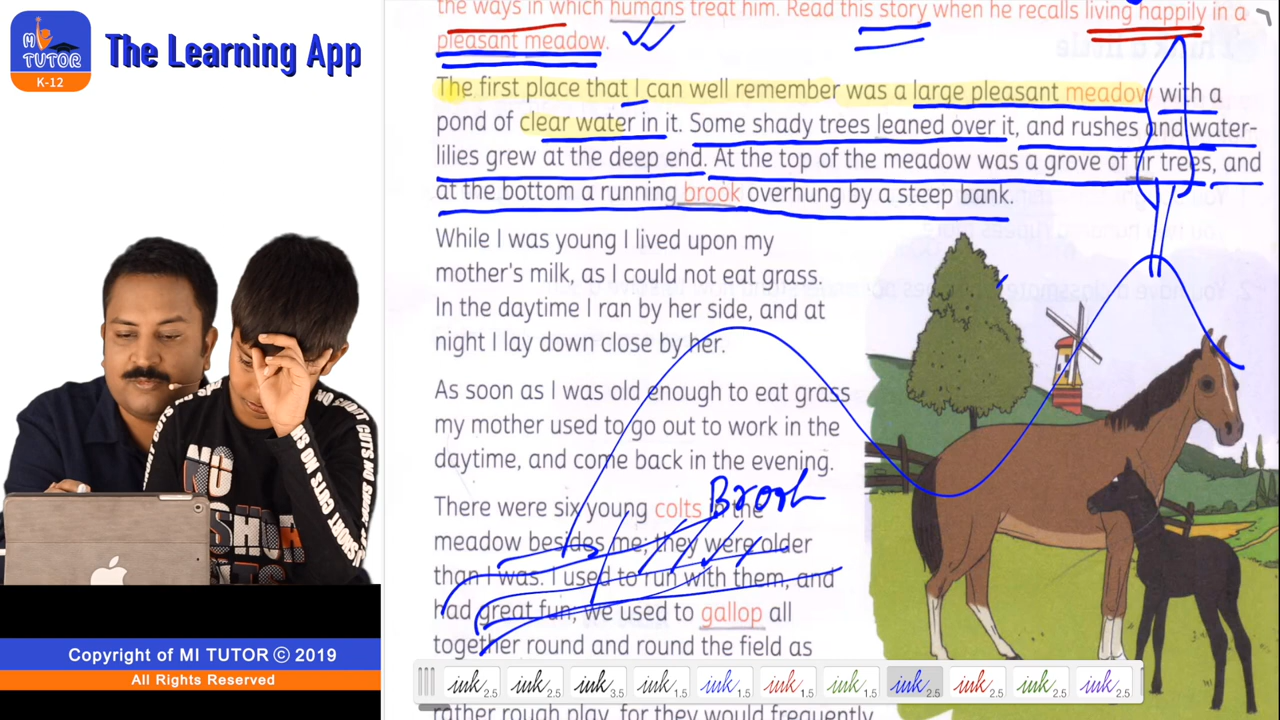 MI
TUTOR
K-12
The Learning App
the ways in which humans treat him. Read this story when he recalls living happily in a
pleasant meadow.
The first place that I can well remember was a large pleasant meadow with a
pond of clear water in it. Some shady trees leaned over it, and rushes and water-
lilies grew at the deep end. At the top of the meadow was a grove of fir trees, and
at the bottom a running brook overhung by a steep bank.
While I was young I lived upon my
mother's milk, as I could not eat grass.
In the daytime I ran by her side, and at
night I lay down close by her.
As soon as I was old enough to eat grass
my mother used to go out to work in the
daytime, and come back in the evening.
There were six young colts in the
Brook
meadow besides me; they were older
than I was. I used to run with them, and
had great fun; we used to gallop all
together round and round the field as
rather rough play, for they would frequently
NO SHORT CUTS
Copyright of MI TUTOR © 2019
All Rights Reserved
ink 2.5 ink 2.5 ink 3.5 ink 1.5 ink 1.5 ink 1.5 ink 1.5 ink 2.5 ink 2.5 ink 2.5 ink 2.5